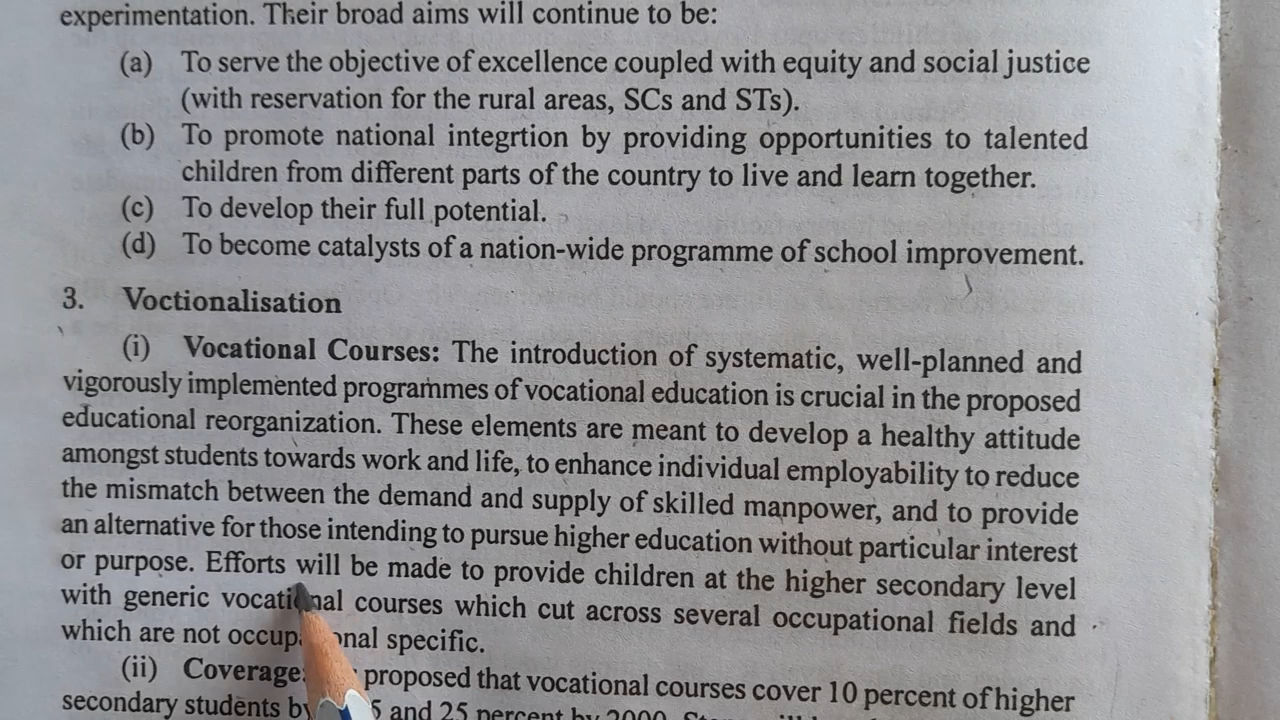 experimentation. Their broad aims will continue to be:
(a) To serve the objective of excellence coupled with equity and social justice
(with reservation for the rural areas, SCs and STs).
(b) To promote national integrtion by providing opportunities to talented
children from different parts of the country to live and learn together.
(c) To develop their full potential.
(d) To become catalysts of a nation-wide programme of school improvement.
3. Voctionalisation
(i) Vocational Courses: The introduction of systematic, well-planned and
vigorously implemented programmes of vocational education is crucial in the proposed
educational reorganization. These elements are meant to develop a healthy attitude
amongst students towards work and life, to enhance individual employability to reduce
the mismatch between the demand and supply of skilled manpower, and to provide
an alternative for those intending to pursue higher education without particular interest
or purpose. Efforts will be made to provide children at the higher secondary level
with generic vocational courses which cut across several occupational fields and
which are not occupational specific.
(ii) Coverage: proposed that vocational courses cover 10 percent of higher
secondary students by 5 and 25 percent by 2000.